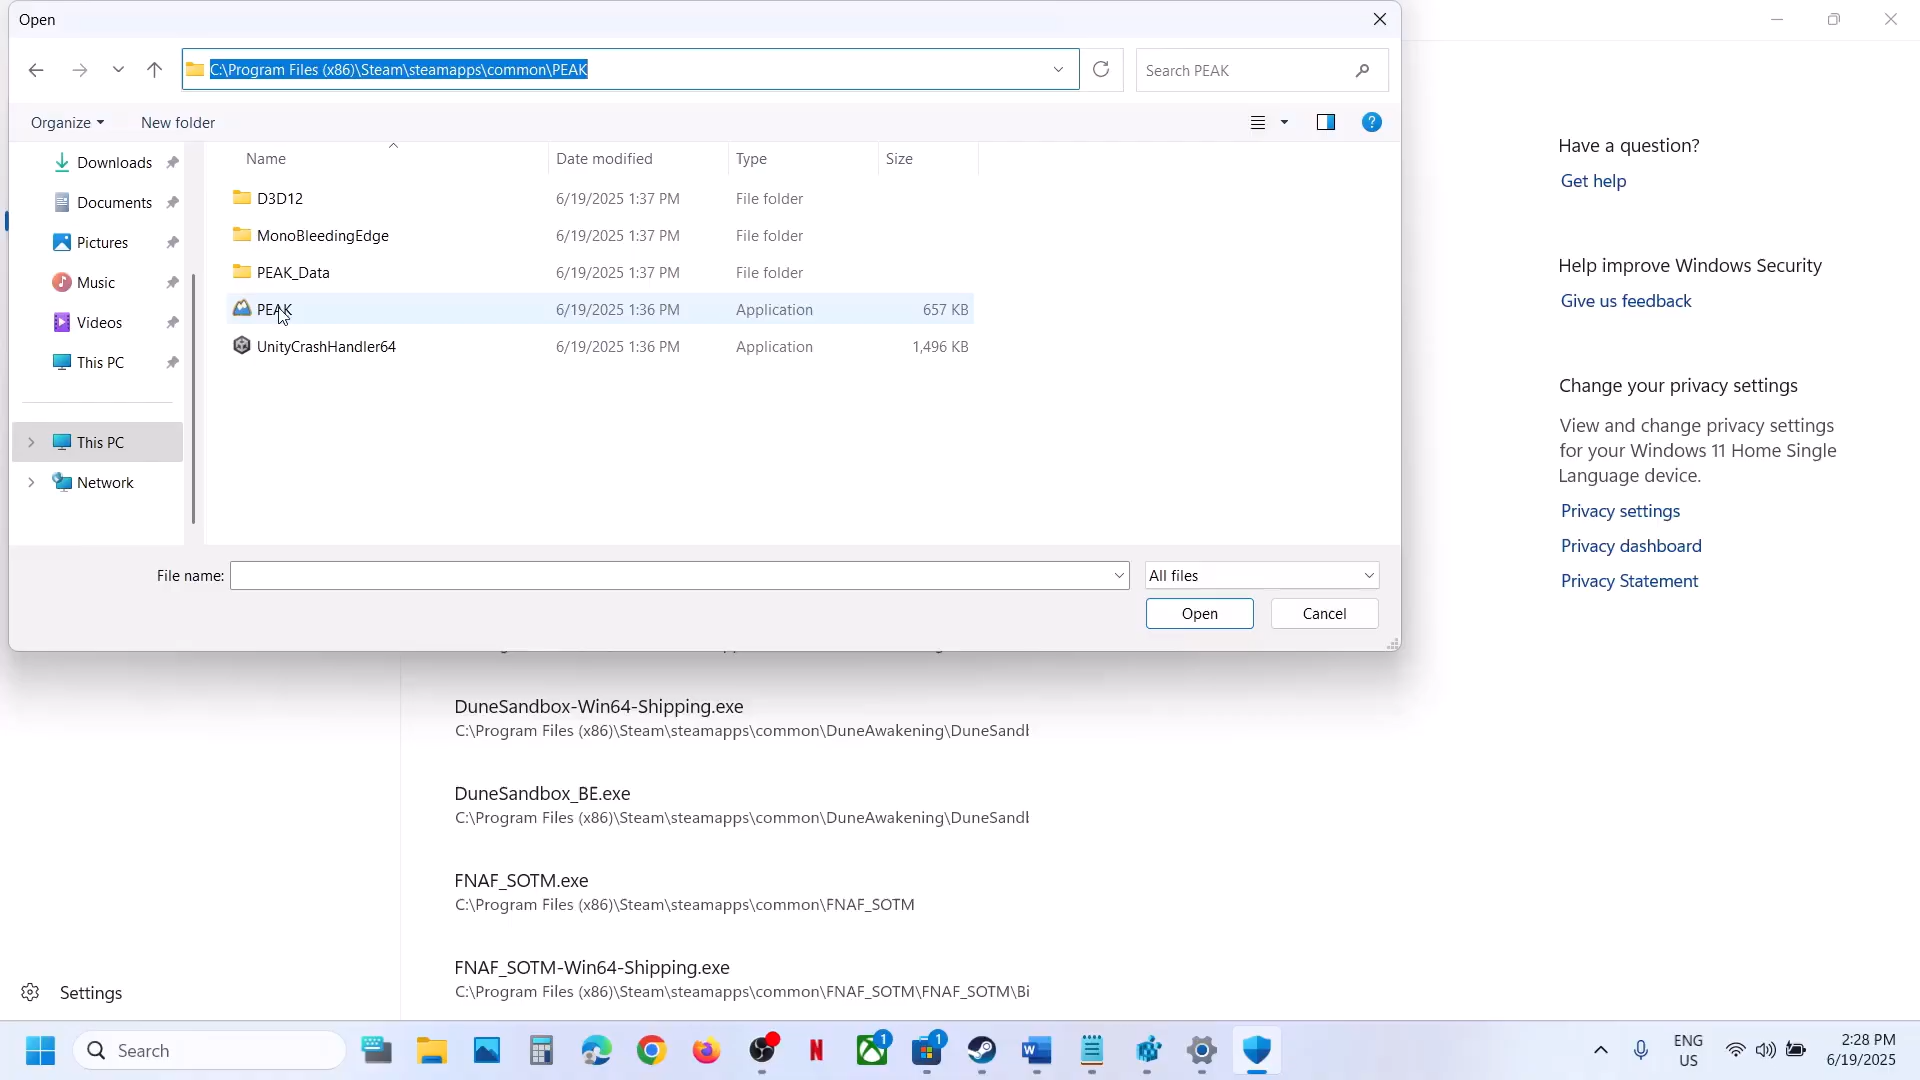 Open
C:\Program Files (x86)\Steam\steamapps\common\PEAK
Search PEAK
Organize
New folder
Name
Date modified
Type
Size
Downloads
Documents
Pictures
Music
Videos
This PC
This PC
Network
D3D12 6/19/2025 1:37 PM File folder
MonoBleedingEdge 6/19/2025 1:37 PM File folder
PEAK_Data 6/19/2025 1:37 PM File folder
PEAK 6/19/2025 1:36 PM Application 657 KB
UnityCrashHandler64 6/19/2025 1:36 PM Application 1,496 KB
File name:
All files
Open
Cancel
Have a question?
Get help
Help improve Windows Security
Give us feedback
Change your privacy settings
View and change privacy settings
for your Windows 11 Home Single
Language device.
Privacy settings
Privacy dashboard
Privacy Statement
DuneSandbox-Win64-Shipping.exe
C:\Program Files (x86)\Steam\steamapps\common\DuneAwakening\DuneSandl
DuneSandbox_BE.exe
C:\Program Files (x86)\Steam\steamapps\common\DuneAwakening\DuneSandl
FNAF_SOTM.exe
C:\Program Files (x86)\Steam\steamapps\common\FNAF_SOTM
FNAF_SOTM-Win64-Shipping.exe
C:\Program Files (x86)\Steam\steamapps\common\FNAF_SOTM\FNAF_SOTM\Bi
Settings
Search
1
1
ENG
US
2:28 PM
6/19/2025